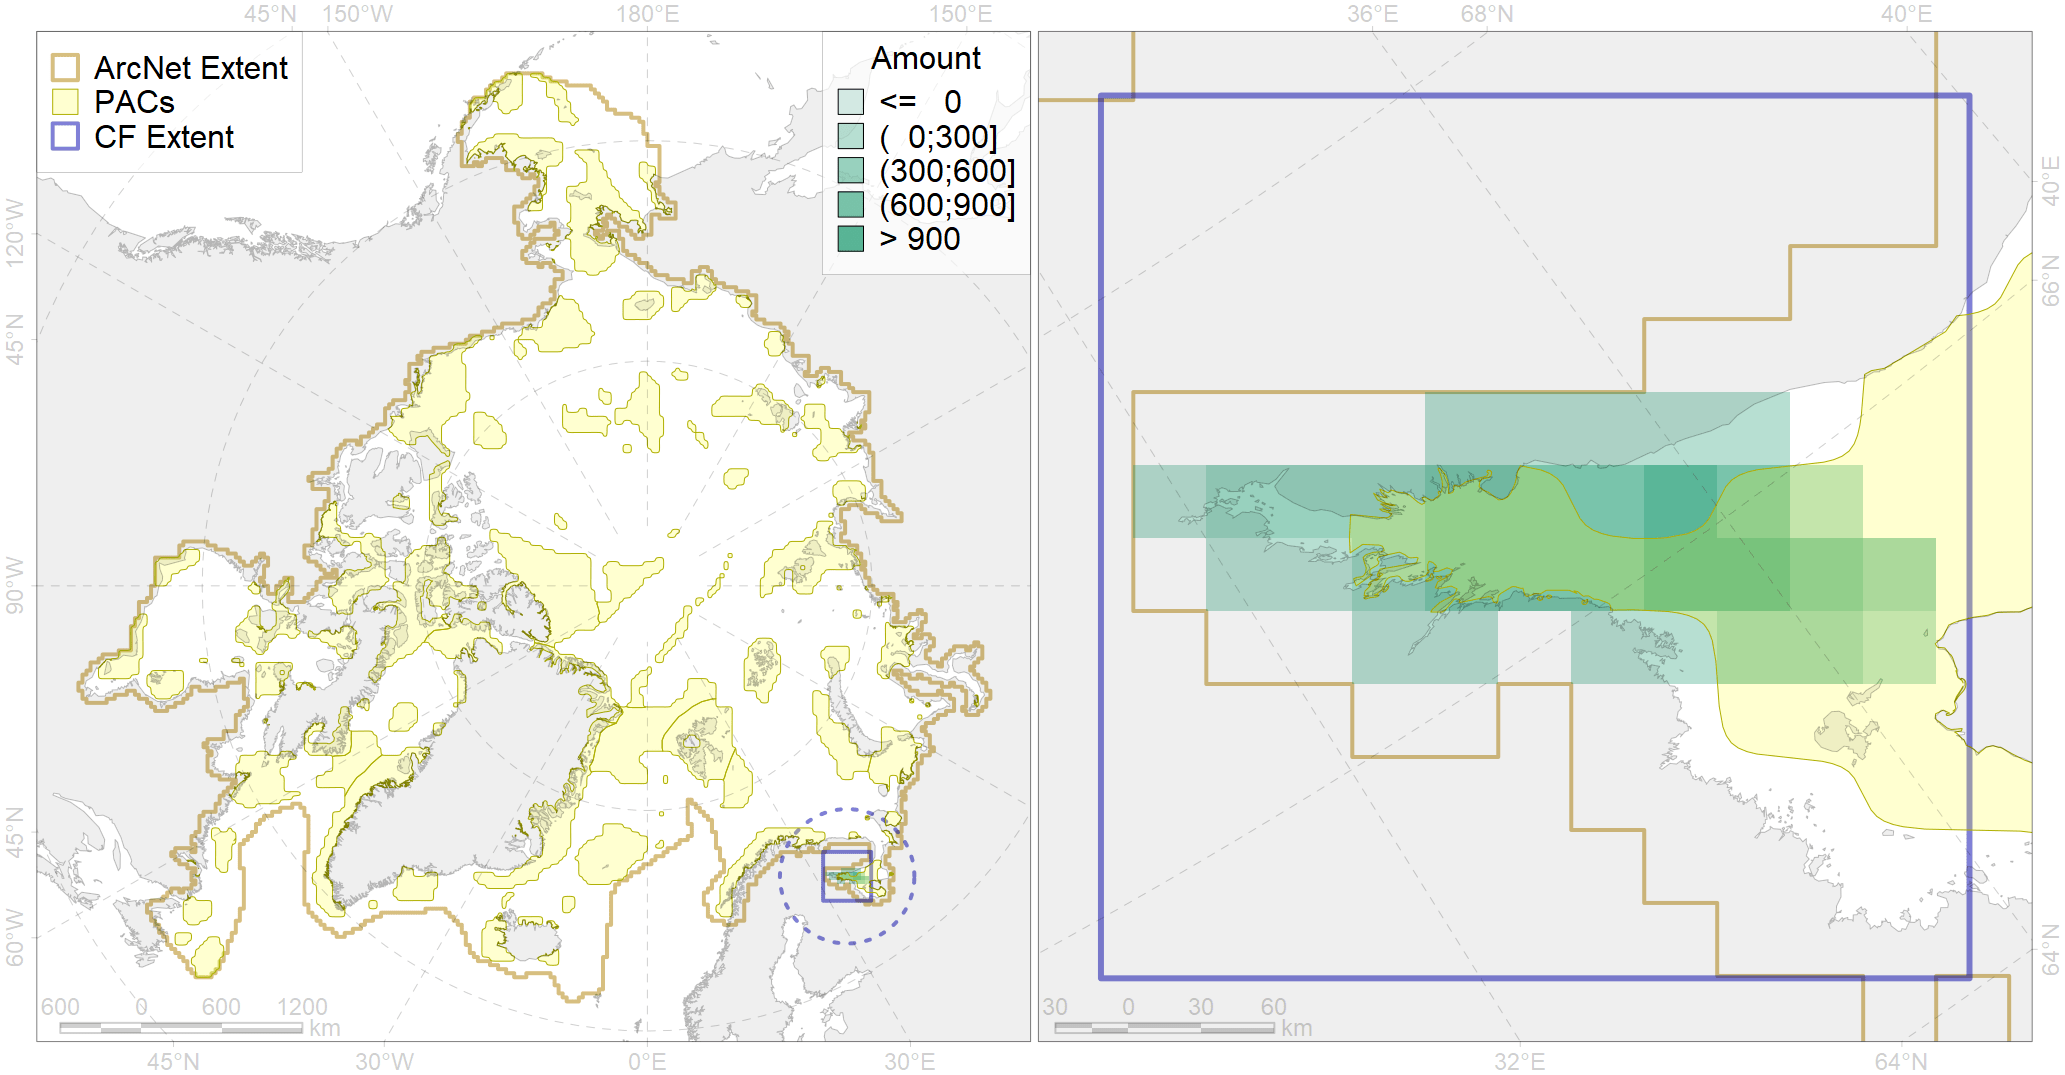 45°N 150°W 180°E 150°E 36°E 68°N 40°E
ArcNet Extent
PACs
CF Extent
Amount
<= 0
( 0;300]
(300;600]
(600;900]
> 900
120°W
45°N
90°W
45°N
60°W
40°E
66°N
64°N
600 0 600 1200
km
30 0 30 60
km
45°N 30°W 0°E 30°E 32°E 64°N